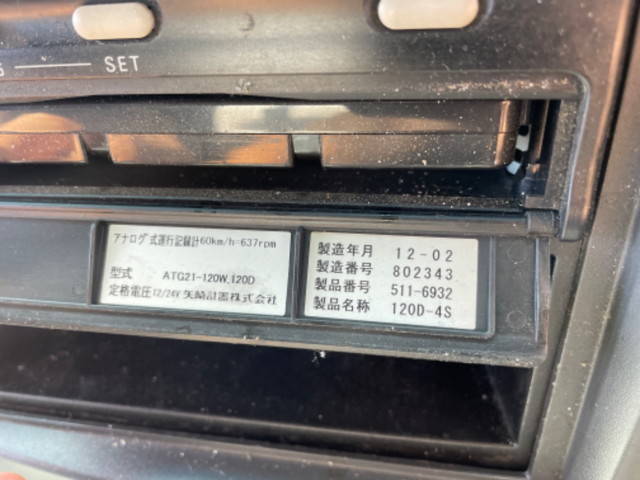 SET
アナログ式運行記録計60km/h=637rpm
型式 ATG21-120W,120D
定格電圧12/24V 矢崎計器株式会社
製造年月 12-02
製造番号 802343
製品番号 511-6932
製品名称 120D-4S